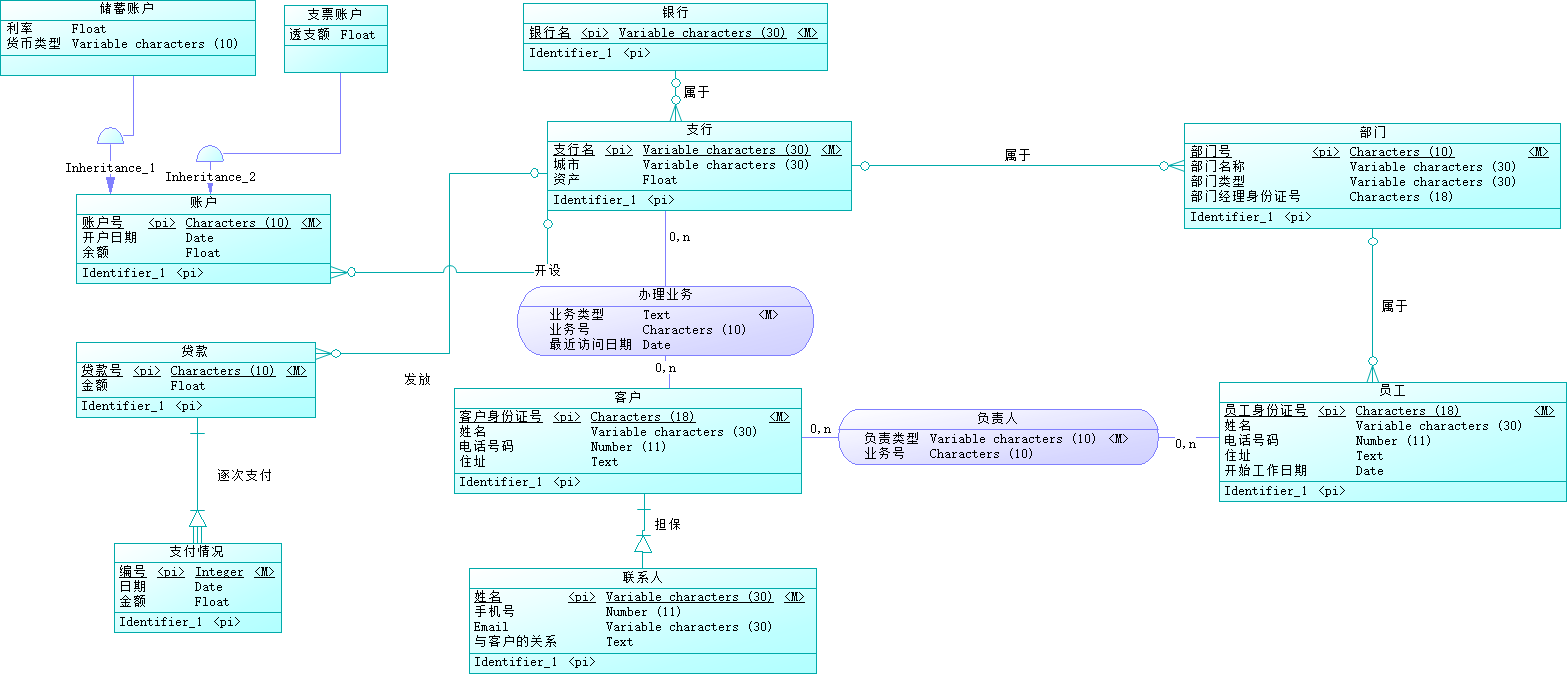 储蓄账户
利率 Float
货币类型 Variable characters (10)
支票账户
透支额 Float
银行
银行名 <pi> Variable characters (30) <M>
Identifier_1 <pi>
属于
Inheritance_1
Inheritance_2
支行
支行名 <pi> Variable characters (30) <M>
城市 Variable characters (30)
资产 Float
Identifier_1 <pi>
属于
部门
部门号 <pi> Characters (10) <M>
部门名称 Variable characters (30)
部门类型 Variable characters (30)
部门经理身份证号 Characters (18)
Identifier_1 <pi>
账户
账户号 <pi> Characters (10) <M>
开户日期 Date
余额 Float
Identifier_1 <pi>
开设
0,n
办理业务
业务类型 Text <M>
业务号 Characters (10)
最近访问日期 Date
0,n
属于
贷款
贷款号 <pi> Characters (10) <M>
金额 Float
Identifier_1 <pi>
发放
客户
客户身份证号 <pi> Characters (18) <M>
姓名 Variable characters (30)
电话号码 Number (11)
住址 Text
Identifier_1 <pi>
0,n
负责人
负责类型 Variable characters (10) <M>
业务号 Characters (10)
0,n
员工
员工身份证号 <pi> Characters (18) <M>
姓名 Variable characters (30)
电话号码 Number (11)
住址 Text
开始工作日期 Date
Identifier_1 <pi>
逐次支付
担保
支付情况
编号 <pi> Integer <M>
日期 Date
金额 Float
Identifier_1 <pi>
联系人
姓名 <pi> Variable characters (30) <M>
手机号 Number (11)
Email Variable characters (30)
与客户的关系 Text
Identifier_1 <pi>